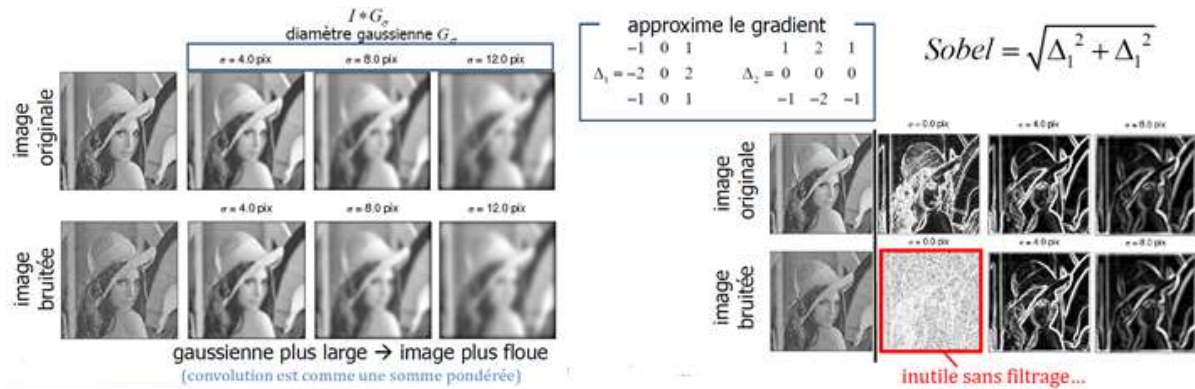 I * G_σ
diamètre gaussienne G_σ
σ = 4.0 pix σ = 8.0 pix σ = 12.0 pix
image
originale
σ = 4.0 pix σ = 8.0 pix σ = 12.0 pix
image
bruitée
gaussienne plus large → image plus floue
(convolution est comme une somme pondérée)
approxime le gradient
−1 0 1 1 2 1
Δ₁ = −2 0 2 Δ₂ = 0 0 0
−1 0 1 −1 −2 −1
Sobel = √(Δ₁² + Δ₁²)
σ = 0.0 pix σ = 4.0 pix σ = 8.0 pix
image
originale
σ = 0.0 pix σ = 4.0 pix σ = 8.0 pix
image
bruitée
inutile sans filtrage...